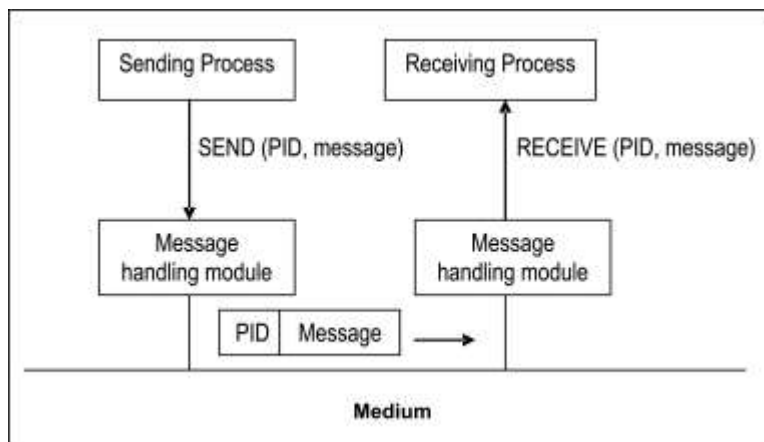 Sending Process
Receiving Process
SEND (PID, message)
RECEIVE (PID, message)
Message
handling module
Message
handling module
PID
Message
Medium